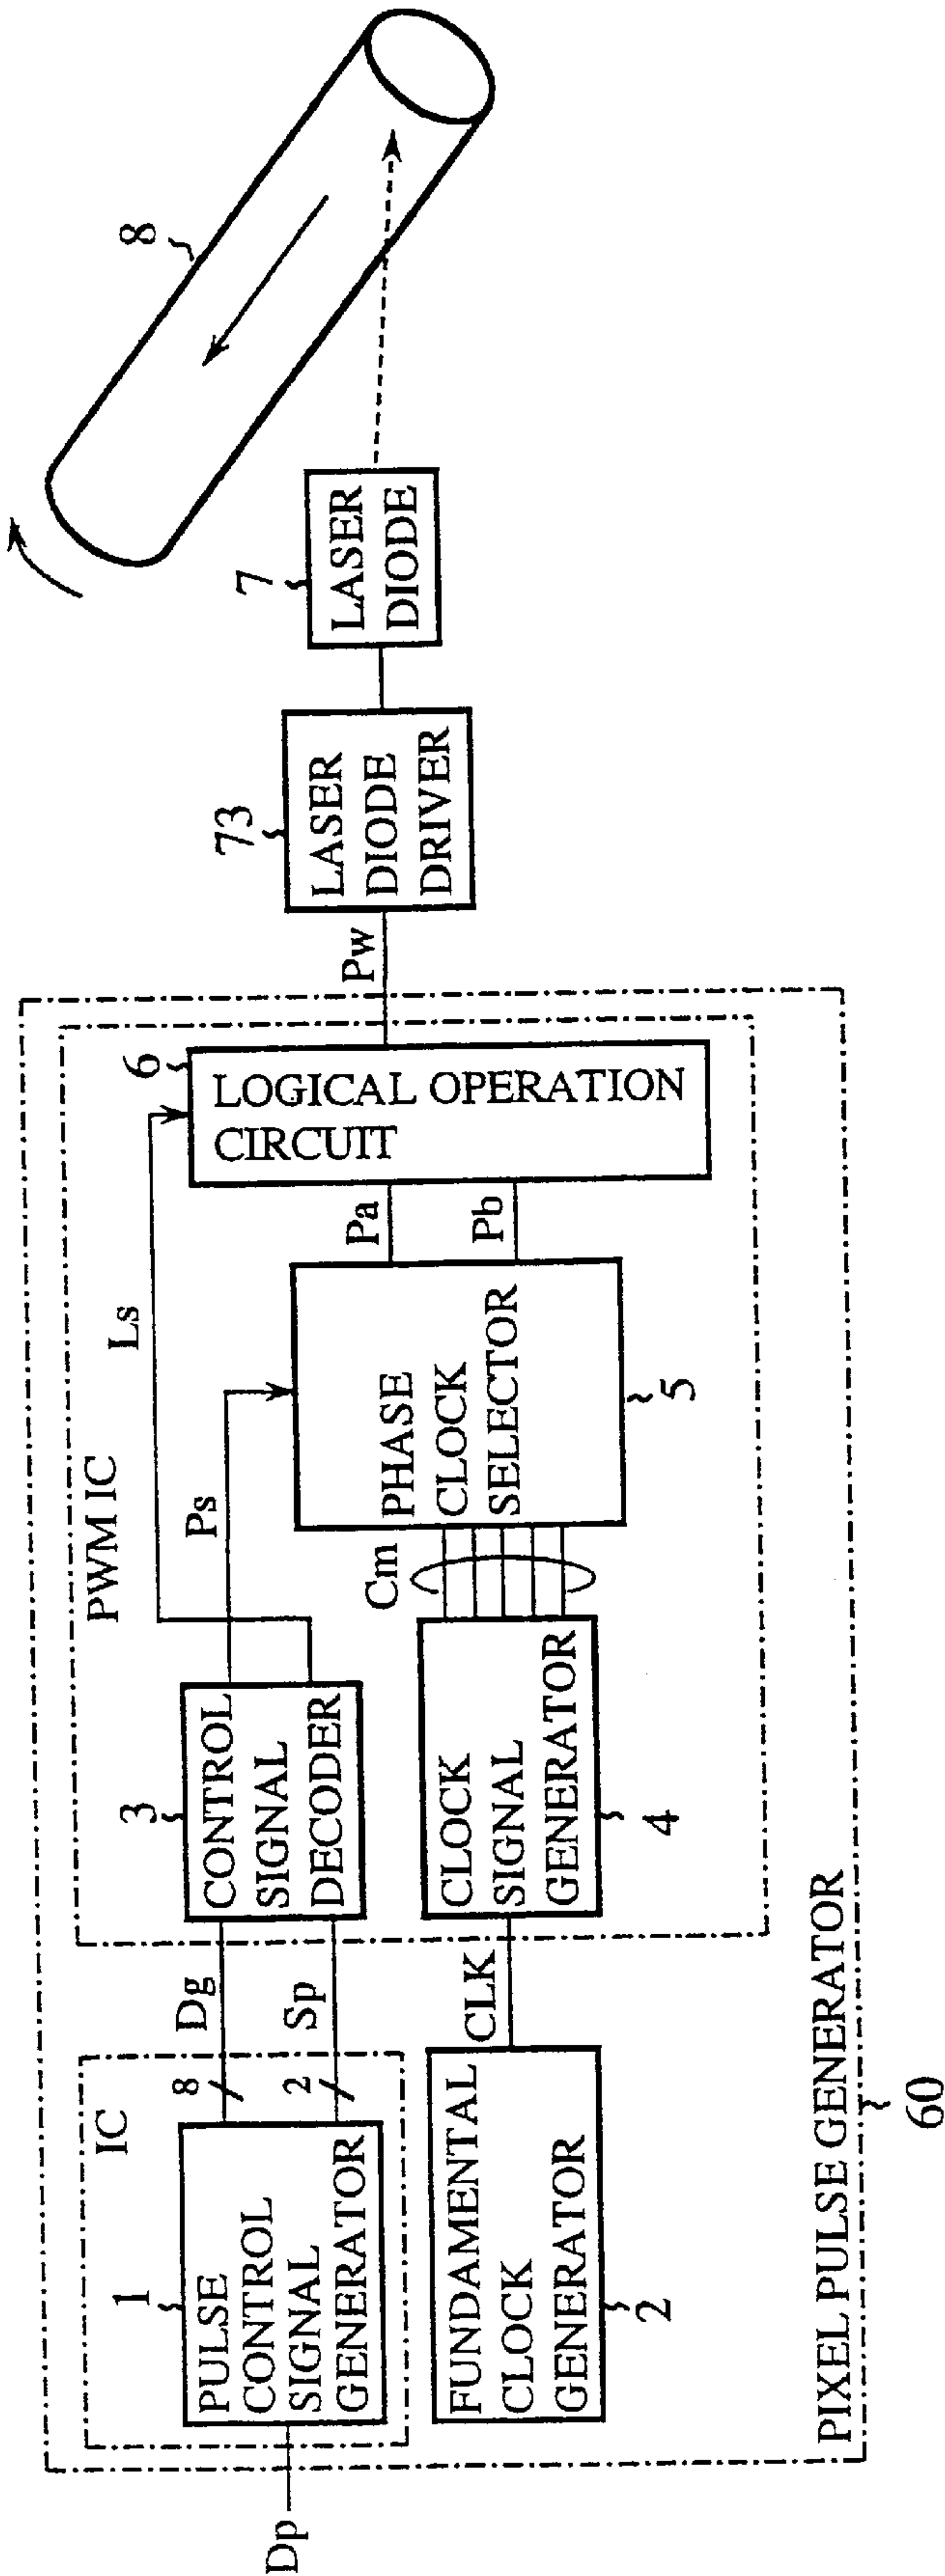 Dp
IC
1
PULSE
CONTROL
SIGNAL
GENERATOR
8
2
Dg
Sp
FUNDAMENTAL
CLOCK
GENERATOR
2
CLK
PWM IC
3
CONTROL
SIGNAL
DECODER
CLOCK
SIGNAL
GENERATOR
4
Ps
Ls
Cm
PHASE
CLOCK
SELECTOR
5
Pa
Pb
6
LOGICAL OPERATION
CIRCUIT
PIXEL PULSE GENERATOR
60
Pw
73
LASER
DIODE
DRIVER
7
LASER
DIODE
8